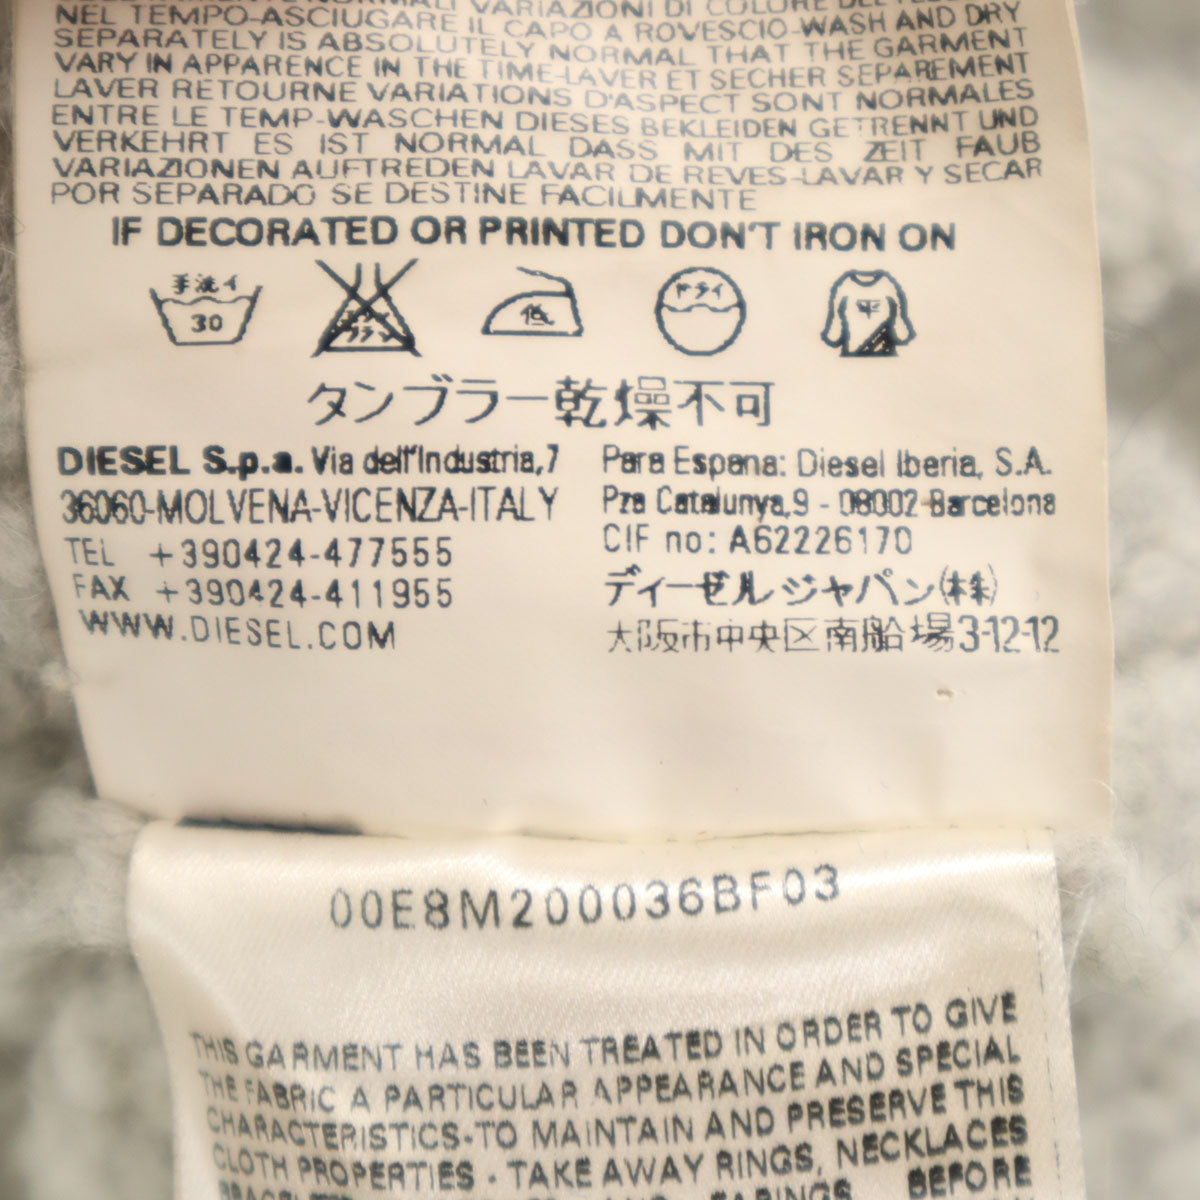 NORMALI VARIAZIONI DI COLORE DEL
NEL TEMPO-ASCIUGARE IL CAPO A ROVESCIO-WASH AND DRY
SEPARATELY IS ABSOLUTELY NORMAL THAT THE GARMENT
VARY IN APPARENCE IN THE TIME-LAVER ET SECHER SEPAREMENT
LAVER RETOURNE VARIATIONS D'ASPECT SONT NORMALES
ENTRE LE TEMP-WASCHEN DIESES BEKLEIDEN GETRENNT UND
VERKEHRT ES IST NORMAL DASS MIT DES ZEIT FAUB
VARIAZIONEN AUFTREDEN LAVAR DE REVES-LAVAR Y SECAR
POR SEPARADO SE DESTINE FACILMENTE
IF DECORATED OR PRINTED DON'T IRON ON
手洗イ 30 低 ドライ 平
タンブラー乾燥不可
DIESEL S.p.a. Via dell'Industria,7
36060-MOLVENA-VICENZA-ITALY
TEL +390424-477555
FAX +390424-411955
WWW.DIESEL.COM
Para Espana: Diesel Iberia, S.A.
Pza Catalunya,9 - 08002-Barcelona
CIF no: A62226170
ディーゼルジャパン(株)
大阪市中央区南船場3-12-12
00E8M200036BF03
THIS GARMENT HAS BEEN TREATED IN ORDER TO GIVE
THE FABRIC A PARTICULAR APPEARANCE AND SPECIAL
CHARACTERISTICS-TO MAINTAIN AND PRESERVE THIS
CLOTH PROPERTIES - TAKE AWAY RINGS, NECKLACES
BEFORE